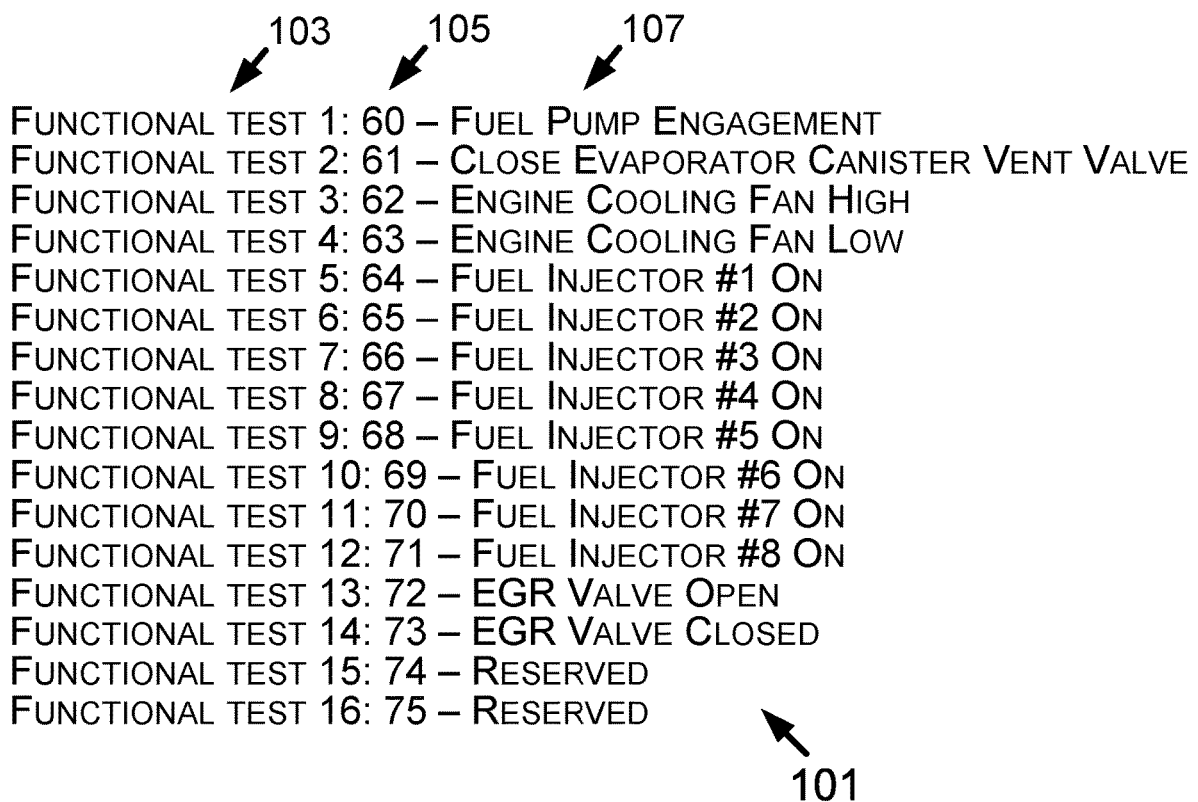 103 105 107
FUNCTIONAL TEST 1: 60 – FUEL PUMP ENGAGEMENT
FUNCTIONAL TEST 2: 61 – CLOSE EVAPORATOR CANISTER VENT VALVE
FUNCTIONAL TEST 3: 62 – ENGINE COOLING FAN HIGH
FUNCTIONAL TEST 4: 63 – ENGINE COOLING FAN LOW
FUNCTIONAL TEST 5: 64 – FUEL INJECTOR #1 ON
FUNCTIONAL TEST 6: 65 – FUEL INJECTOR #2 ON
FUNCTIONAL TEST 7: 66 – FUEL INJECTOR #3 ON
FUNCTIONAL TEST 8: 67 – FUEL INJECTOR #4 ON
FUNCTIONAL TEST 9: 68 – FUEL INJECTOR #5 ON
FUNCTIONAL TEST 10: 69 – FUEL INJECTOR #6 ON
FUNCTIONAL TEST 11: 70 – FUEL INJECTOR #7 ON
FUNCTIONAL TEST 12: 71 – FUEL INJECTOR #8 ON
FUNCTIONAL TEST 13: 72 – EGR VALVE OPEN
FUNCTIONAL TEST 14: 73 – EGR VALVE CLOSED
FUNCTIONAL TEST 15: 74 – RESERVED
FUNCTIONAL TEST 16: 75 – RESERVED
101